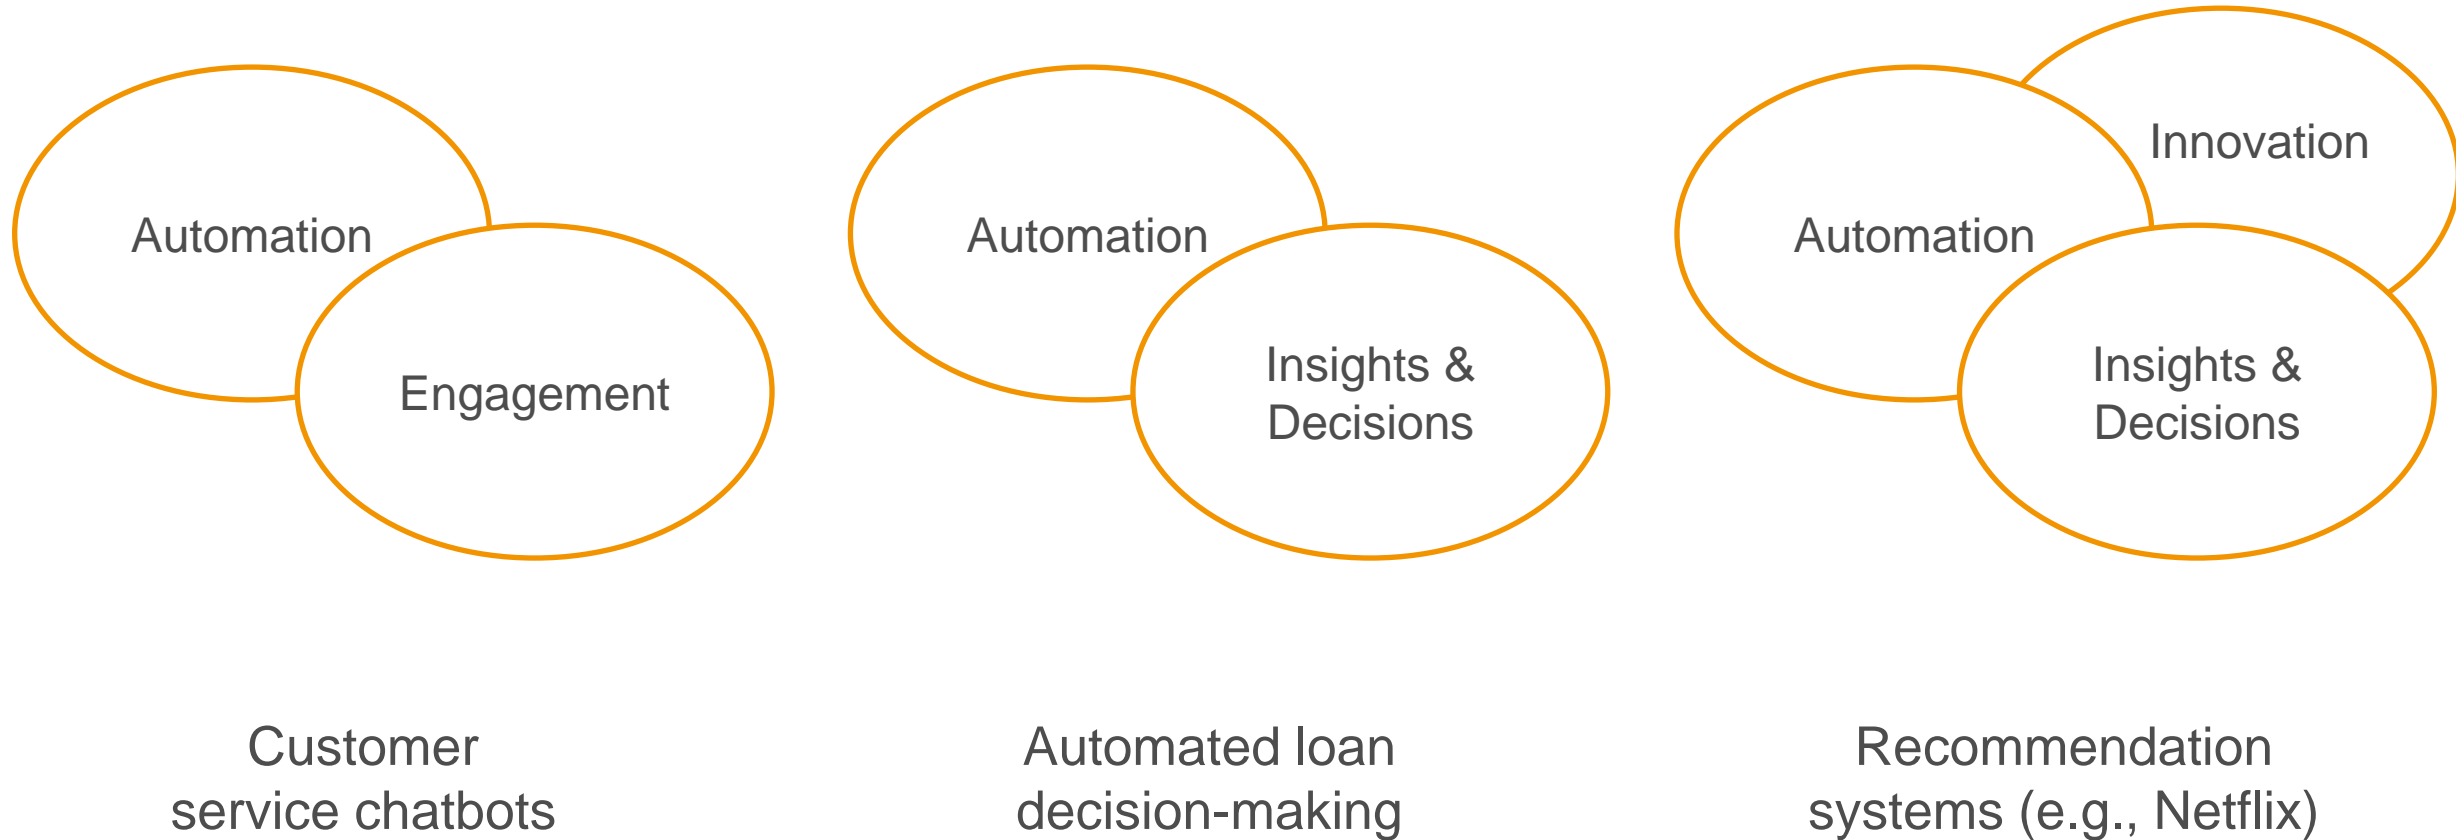 Automation
Engagement
Customer
service chatbots
Automation
Insights &
Decisions
Automated loan
decision-making
Innovation
Automation
Insights &
Decisions
Recommendation
systems (e.g., Netflix)